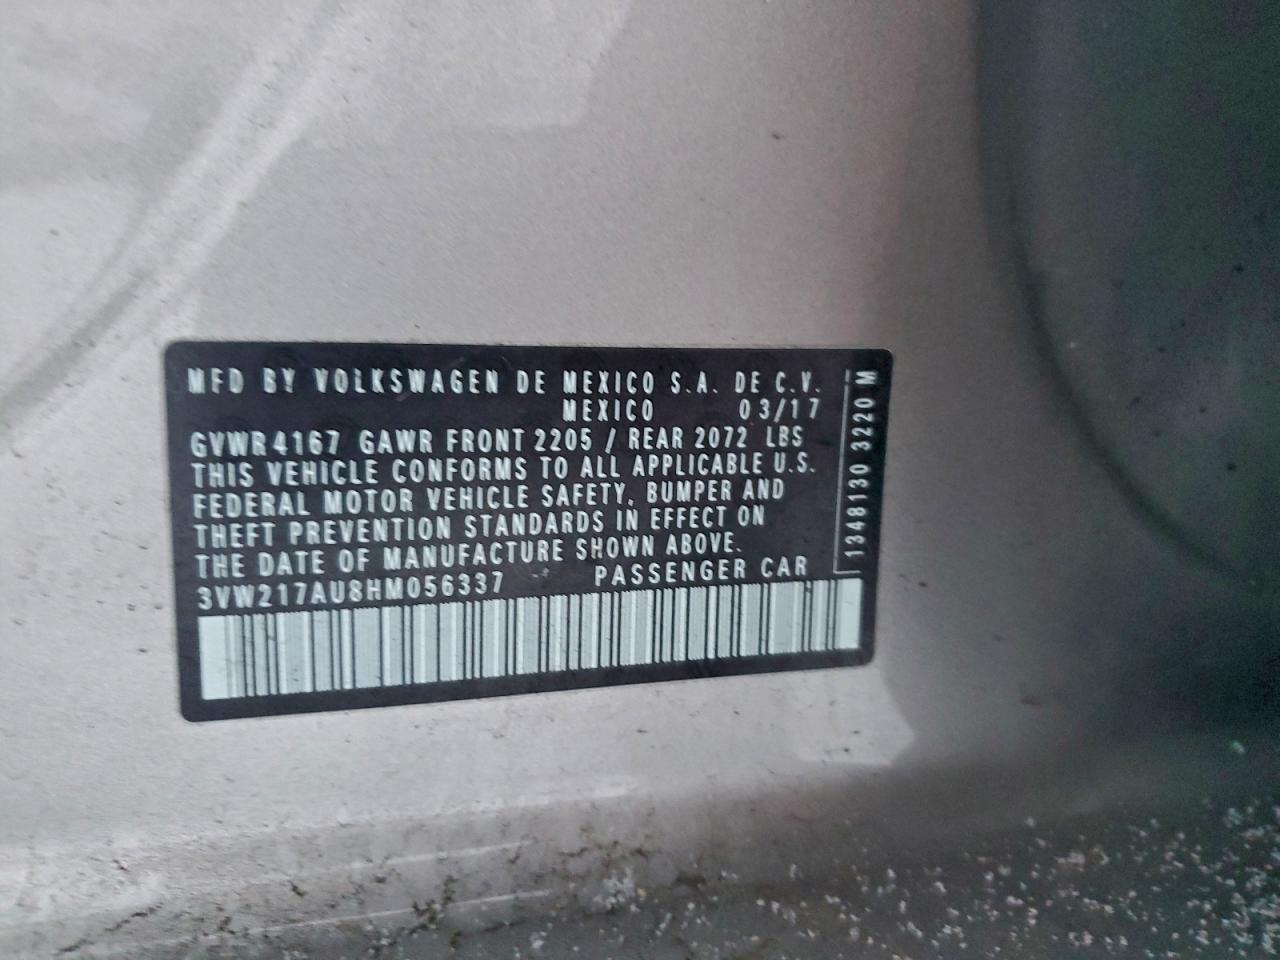 MFD BY VOLKSWAGEN DE MEXICO S.A. DE C.V.
MEXICO 03/17
GVWR 4167 GAWR FRONT 2205 / REAR 2072 LBS
THIS VEHICLE CONFORMS TO ALL APPLICABLE U.S.
FEDERAL MOTOR VEHICLE SAFETY, BUMPER AND
THEFT PREVENTION STANDARDS IN EFFECT ON
THE DATE OF MANUFACTURE SHOWN ABOVE.
3VW217AU8HM056337 PASSENGER CAR
1348130 3220 M